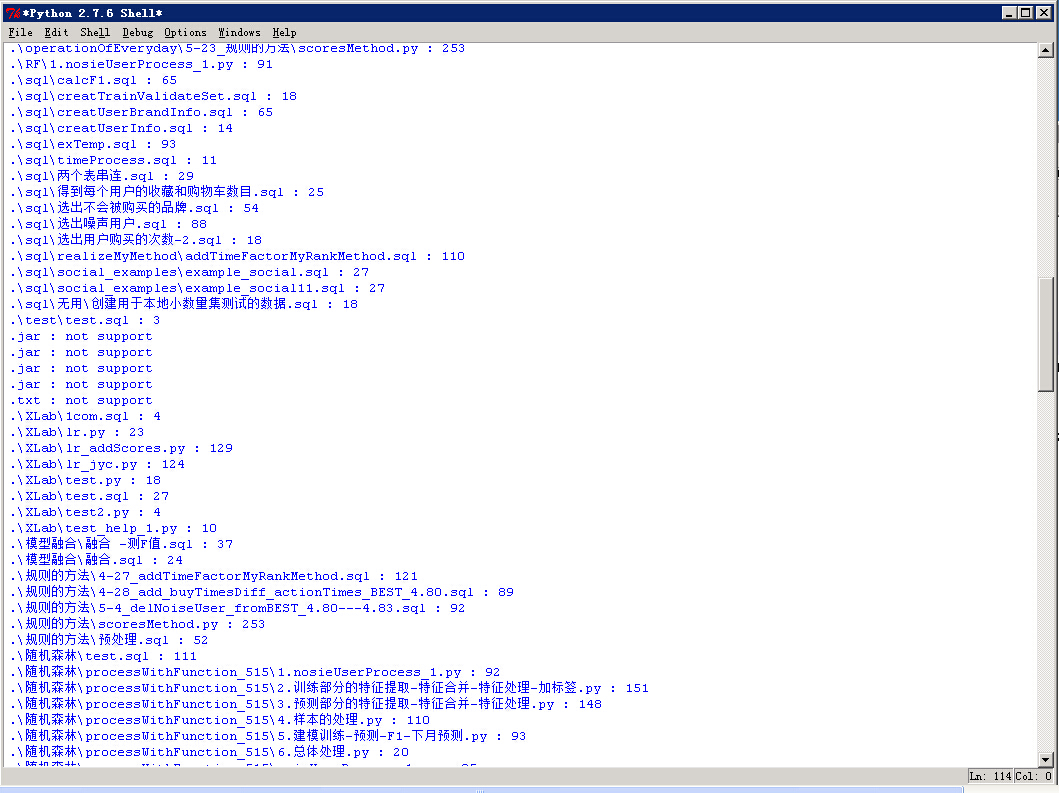 *Python 2.7.6 Shell*
File Edit Shell Debug Options Windows Help
.\operationOfEveryday\5-23_规则的方法\scoresMethod.py : 253
.\RF\1.nosieUserProcess_1.py : 91
.\sql\calcF1.sql : 65
.\sql\creatTrainValidateSet.sql : 18
.\sql\creatUserBrandInfo.sql : 65
.\sql\creatUserInfo.sql : 14
.\sql\exTemp.sql : 93
.\sql\timeProcess.sql : 11
.\sql\两个表串连.sql : 29
.\sql\得到每个用户的收藏和购物车数目.sql : 25
.\sql\选出不会被购买的品牌.sql : 54
.\sql\选出噪声用户.sql : 88
.\sql\选出用户购买的次数-2.sql : 18
.\sql\realizeMyMethod\addTimeFactorMyRankMethod.sql : 110
.\sql\social_examples\example_social.sql : 27
.\sql\social_examples\example_social11.sql : 27
.\sql\无用\创建用于本地小数量集测试的数据.sql : 18
.\test\test.sql : 3
.jar : not support
.jar : not support
.jar : not support
.jar : not support
.txt : not support
.\XLab\1com.sql : 4
.\XLab\lr.py : 23
.\XLab\lr_addScores.py : 129
.\XLab\lr_jyc.py : 124
.\XLab\test.py : 18
.\XLab\test.sql : 27
.\XLab\test2.py : 4
.\XLab\test_help_1.py : 10
.\模型融合\融合 -测F值.sql : 37
.\模型融合\融合.sql : 24
.\规则的方法\4-27_addTimeFactorMyRankMethod.sql : 121
.\规则的方法\4-28_add_buyTimesDiff_actionTimes_BEST_4.80.sql : 89
.\规则的方法\5-4_delNoiseUser_fromBEST_4.80---4.83.sql : 92
.\规则的方法\scoresMethod.py : 253
.\规则的方法\预处理.sql : 52
.\随机森林\test.sql : 111
.\随机森林\processWithFunction_515\1.nosieUserProcess_1.py : 92
.\随机森林\processWithFunction_515\2.训练部分的特征提取-特征合并-特征处理-加标签.py : 151
.\随机森林\processWithFunction_515\3.预测部分的特征提取-特征合并-特征处理.py : 148
.\随机森林\processWithFunction_515\4.样本的处理.py : 110
.\随机森林\processWithFunction_515\5.建模训练-预测-F1-下月预测.py : 93
.\随机森林\processWithFunction_515\6.总体处理.py : 20
Ln: 114 Col: 0